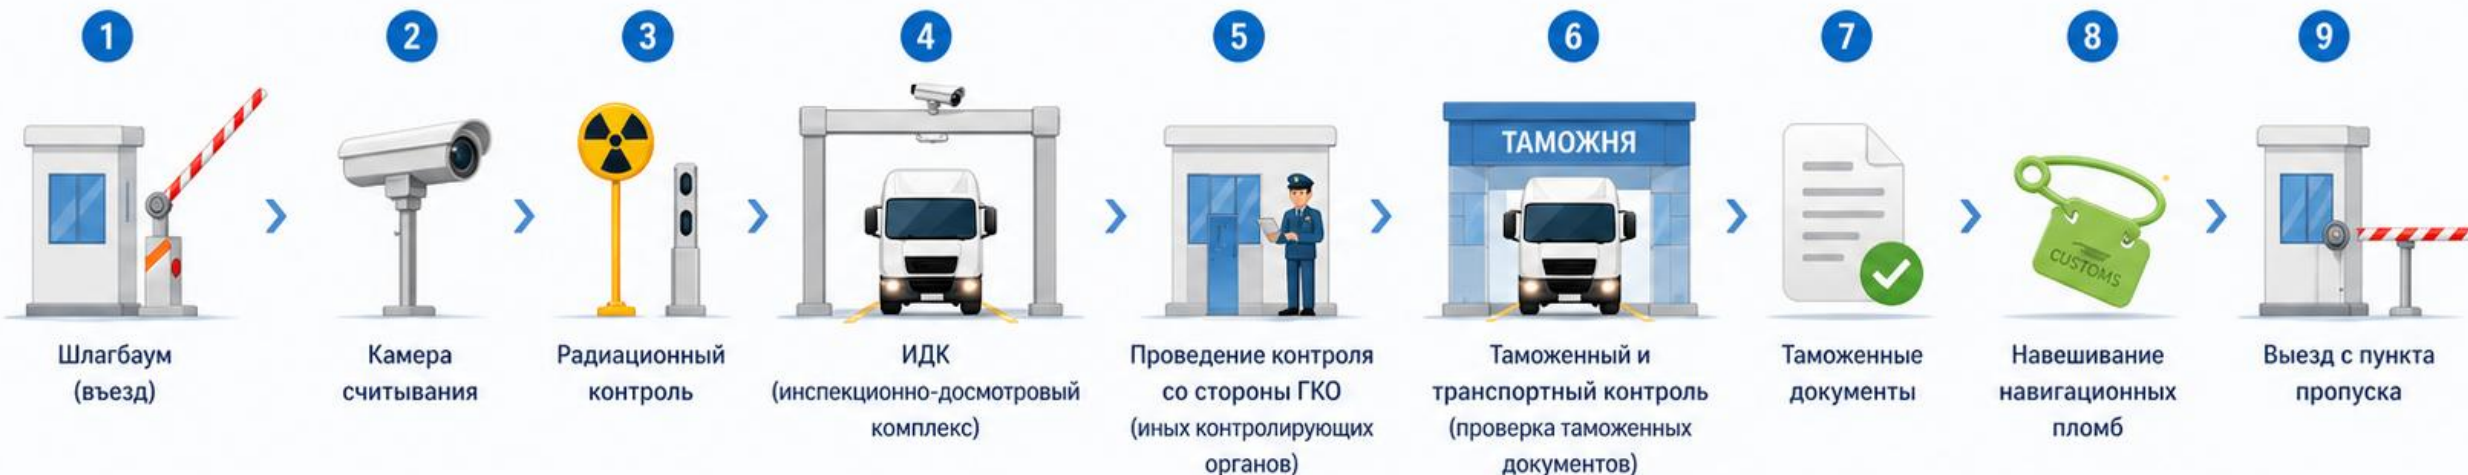 1
2
3
4
5
6
7
8
9
ТАМОЖНЯ
CUSTOMS
Шлагбаум
(въезд)
Камера
считывания
Радиационный
контроль
ИДК
(инспекционно-досмотровый
комплекс)
Проведение контроля
со стороны ГКО
(иных контролирующих
органов)
Таможенный и
транспортный контроль
(проверка таможенных
документов)
Таможенные
документы
Навешивание
навигационных
пломб
Выезд с пункта
пропуска